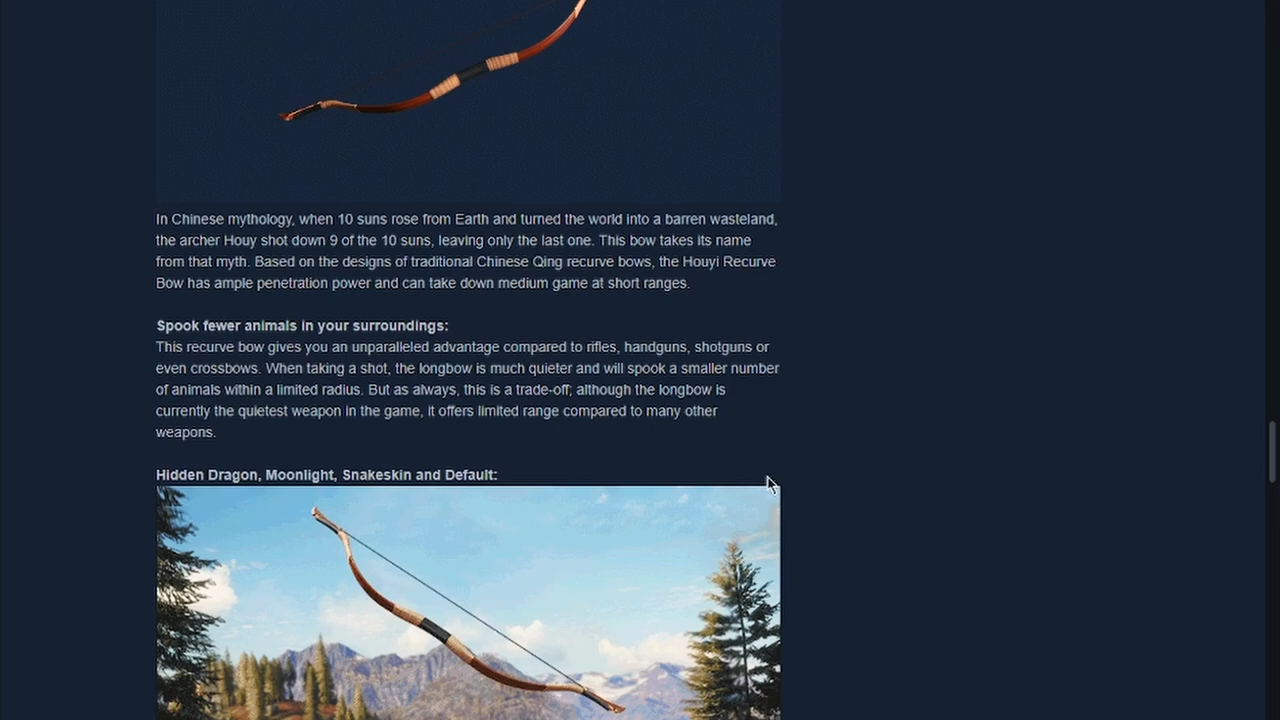 In Chinese mythology, when 10 suns rose from Earth and turned the world into a barren wasteland,
the archer Houy shot down 9 of the 10 suns, leaving only the last one. This bow takes its name
from that myth. Based on the designs of traditional Chinese Qing recurve bows, the Houyi Recurve
Bow has ample penetration power and can take down medium game at short ranges.
Spook fewer animals in your surroundings:
This recurve bow gives you an unparalleled advantage compared to rifles, handguns, shotguns or
even crossbows. When taking a shot, the longbow is much quieter and will spook a smaller number
of animals within a limited radius. But as always, this is a trade-off; although the longbow is
currently the quietest weapon in the game, it offers limited range compared to many other
weapons.
Hidden Dragon, Moonlight, Snakeskin and Default: